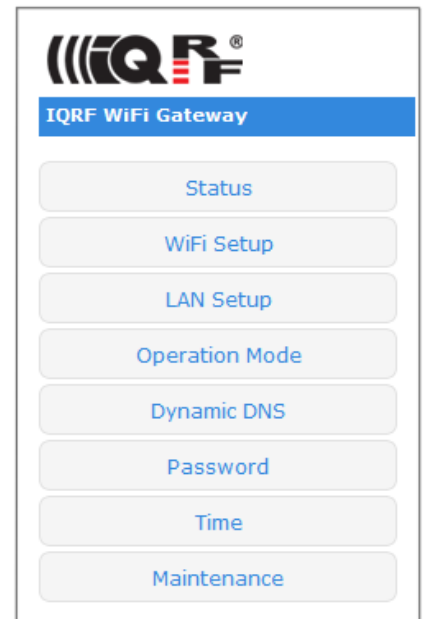 IQRF®
IQRF WiFi Gateway
Status
WiFi Setup
LAN Setup
Operation Mode
Dynamic DNS
Password
Time
Maintenance